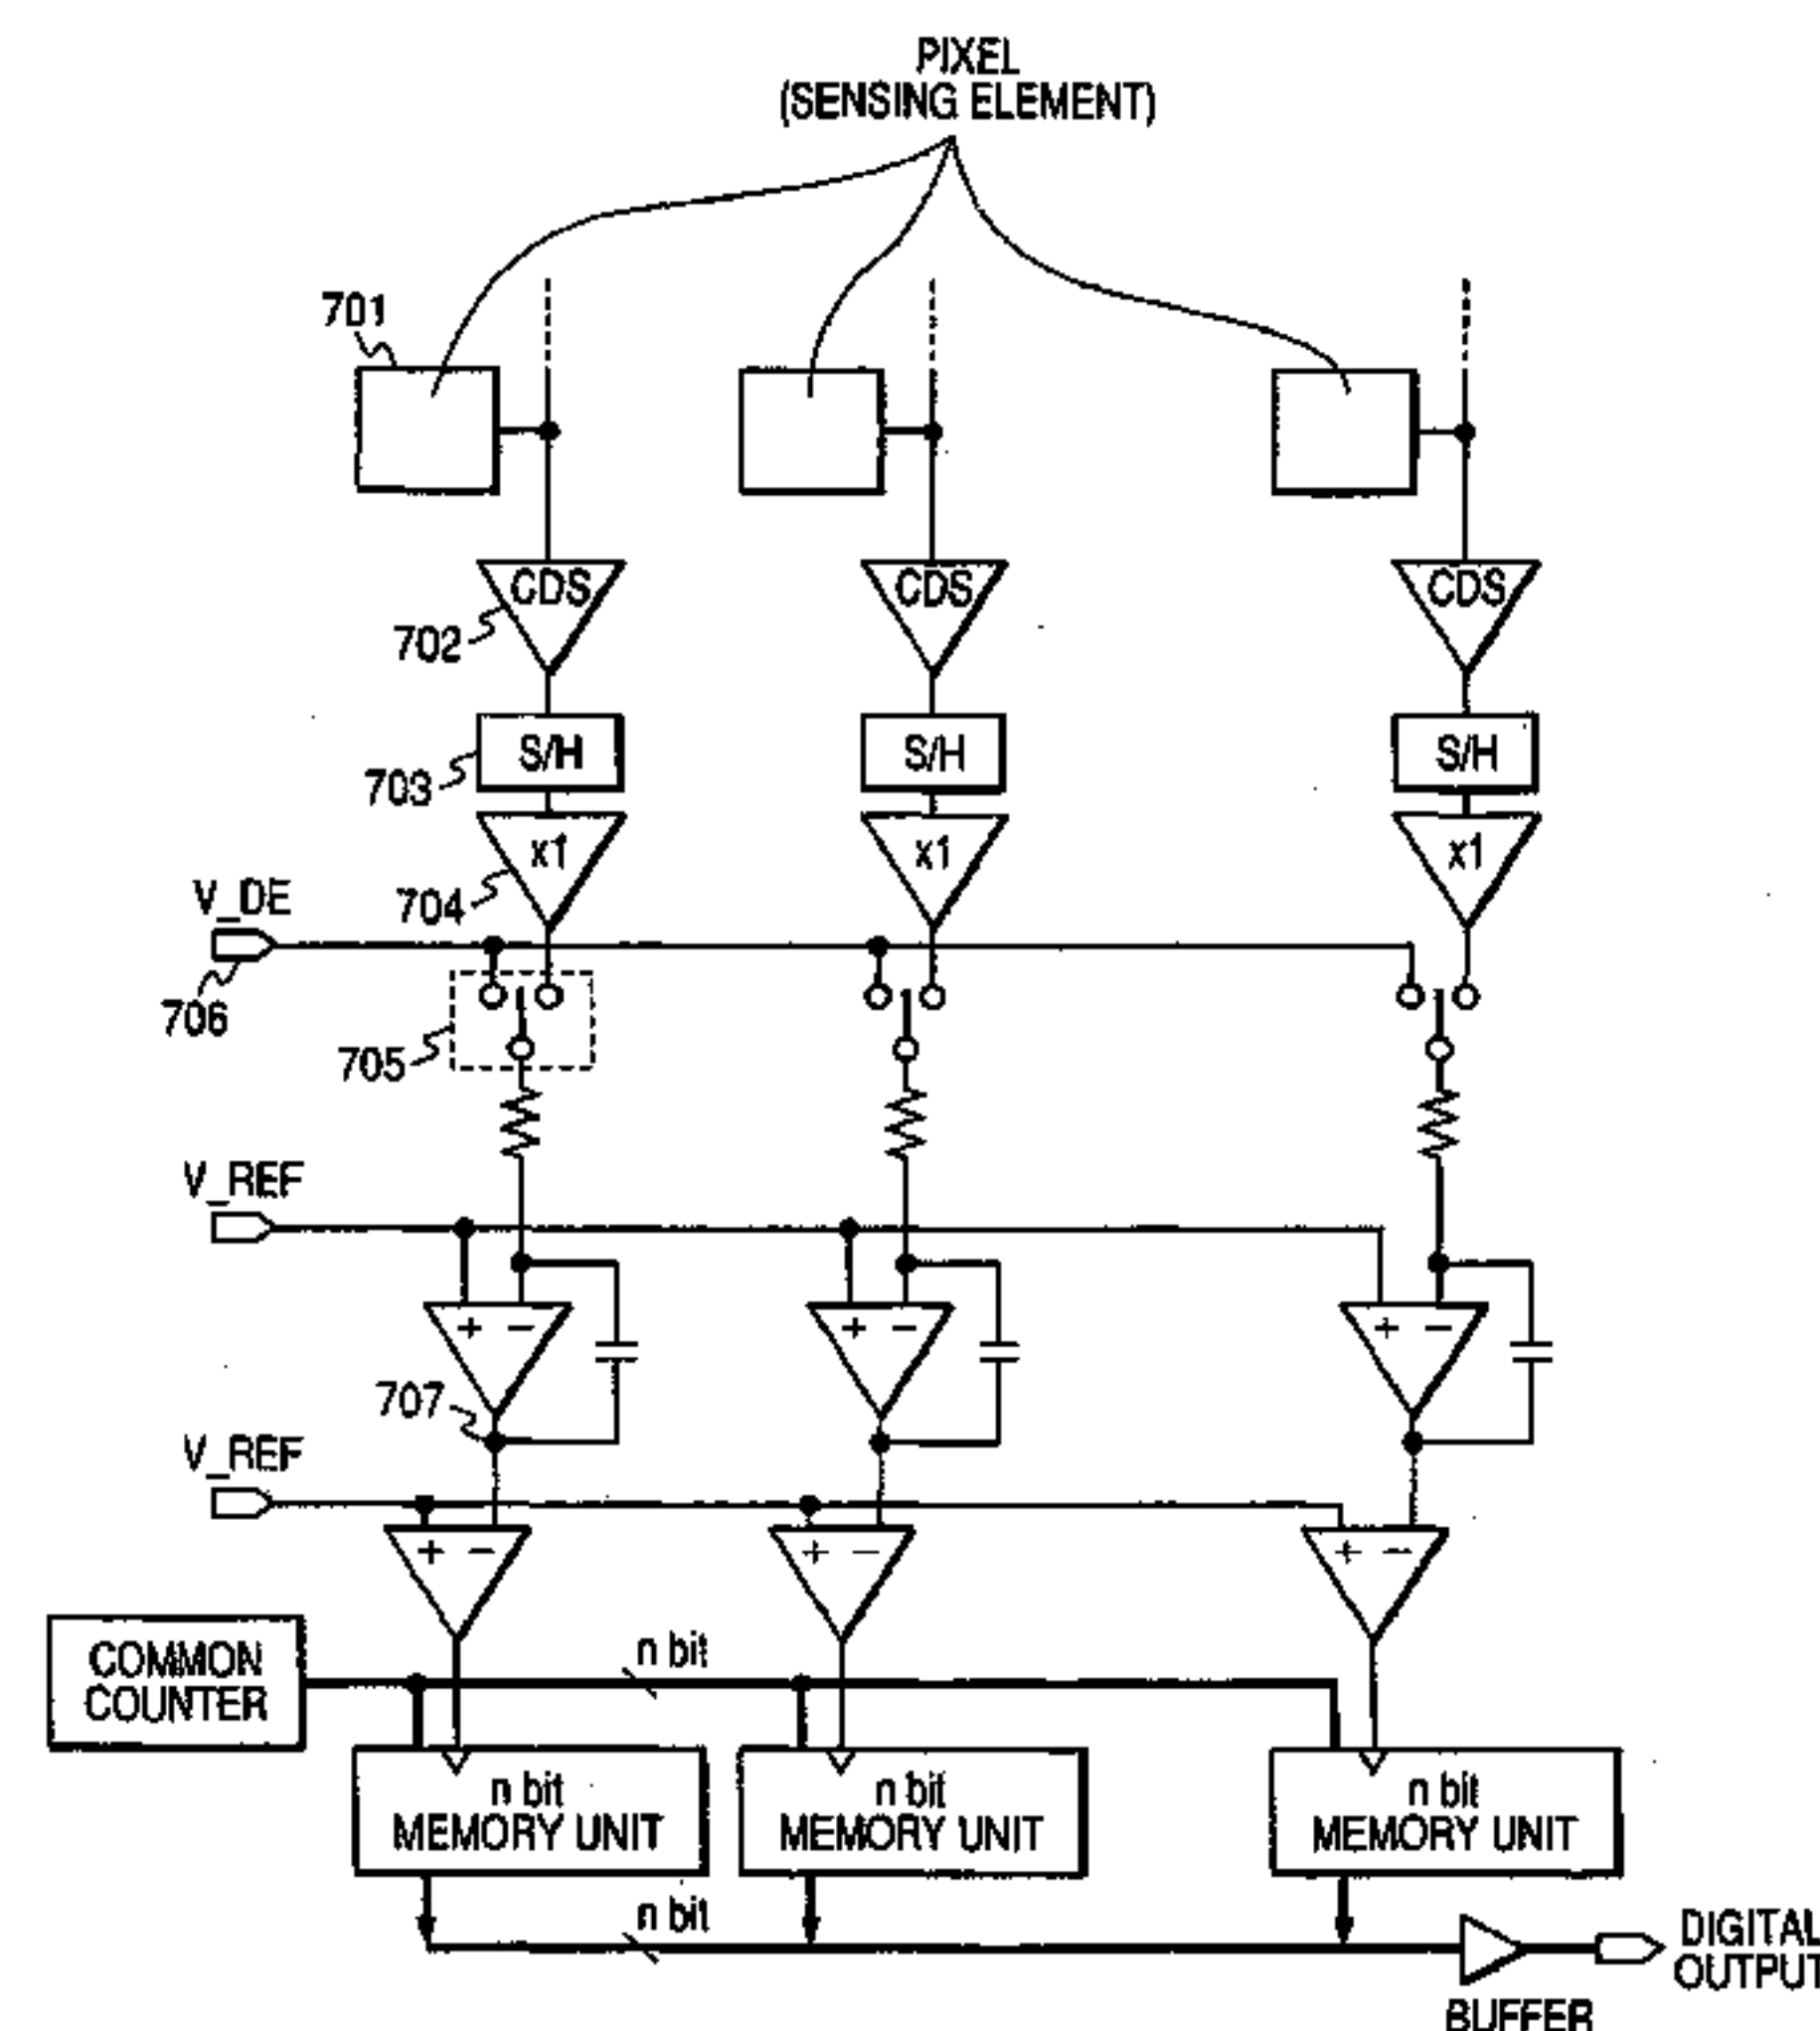 PIXEL
(SENSING ELEMENT)
701
CDS CDS CDS
702
S/H S/H S/H
703
x1 x1 x1
704
V_DE
706
705
V_REF
+ − + − + −
707
V_REF
+ − + − + −
COMMON
COUNTER
n bit
n bit n bit n bit
MEMORY UNIT MEMORY UNIT MEMORY UNIT
n bit
DIGITAL
OUTPUT
BUFFER